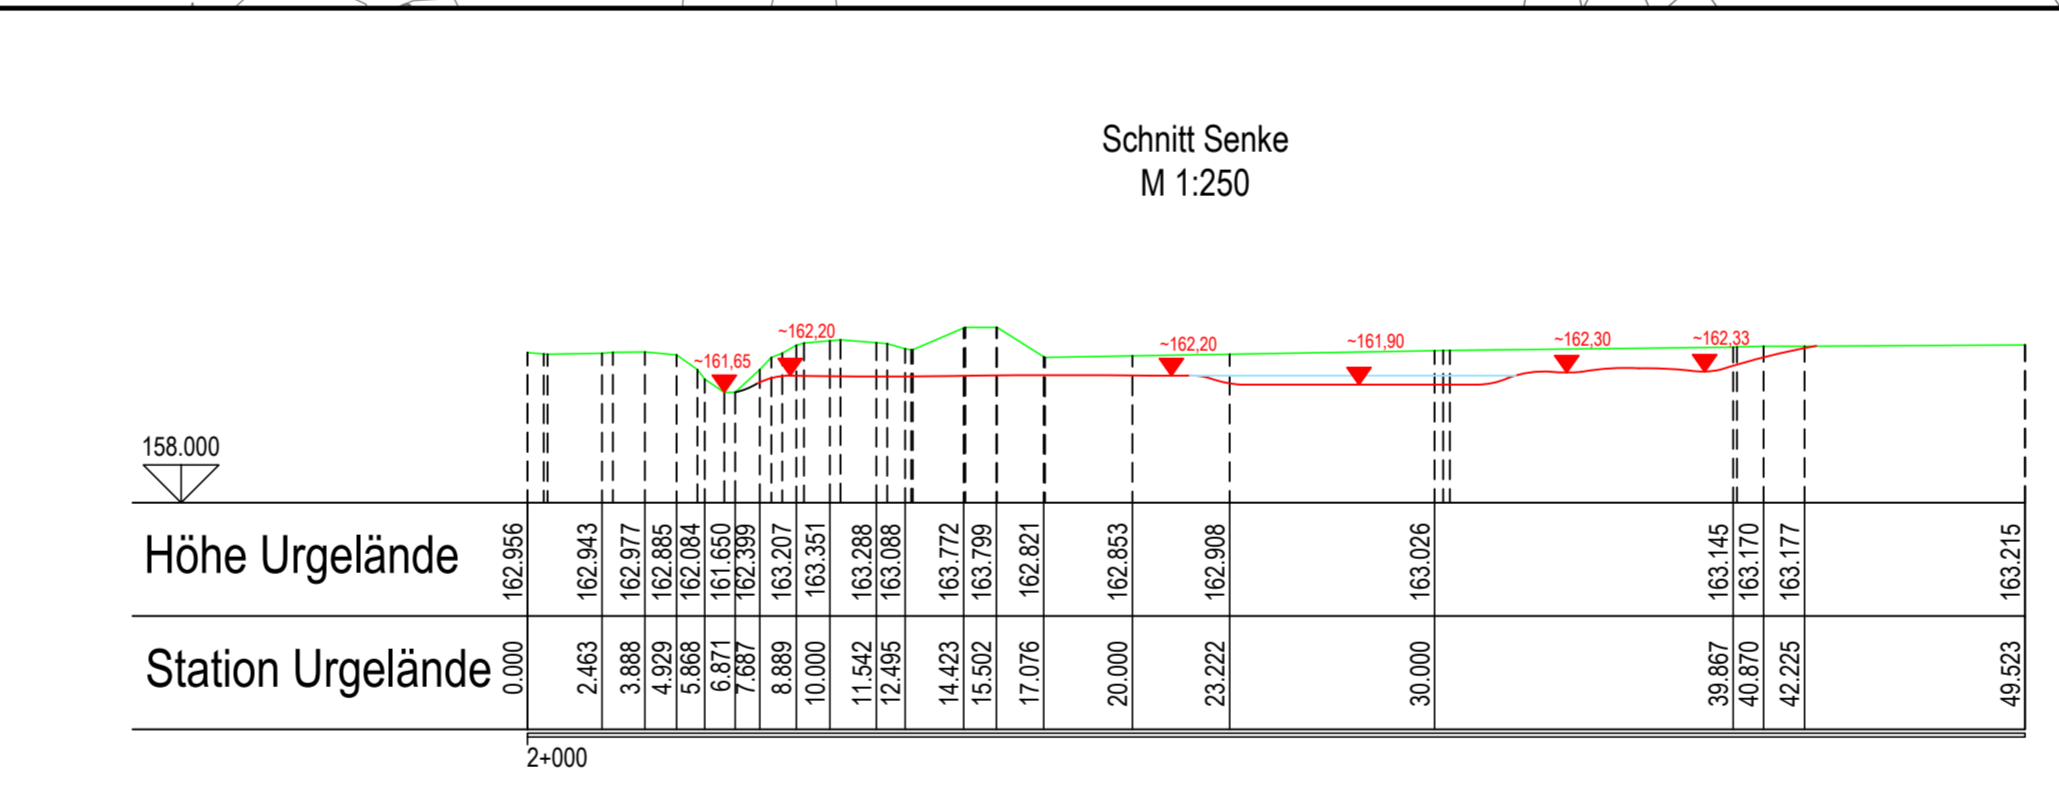 Schnitt Senke
M 1:250
~161,65 ~162,20 ~162,20 ~161,90 ~162,30 ~162,33
158.000
Höhe Urgelände 162.956 162.943 162.977 162.885 162.084 161.650 162.399 163.207 163.351 163.288 163.088 163.772 163.799 162.821 162.853 162.908 163.026 163.145 163.170 163.177 163.215
Station Urgelände 0.000 2.463 3.888 4.929 5.868 6.871 7.687 8.889 10.000 11.542 12.495 14.423 15.502 17.076 20.000 23.222 30.000 39.867 40.870 42.225 49.523
2+000